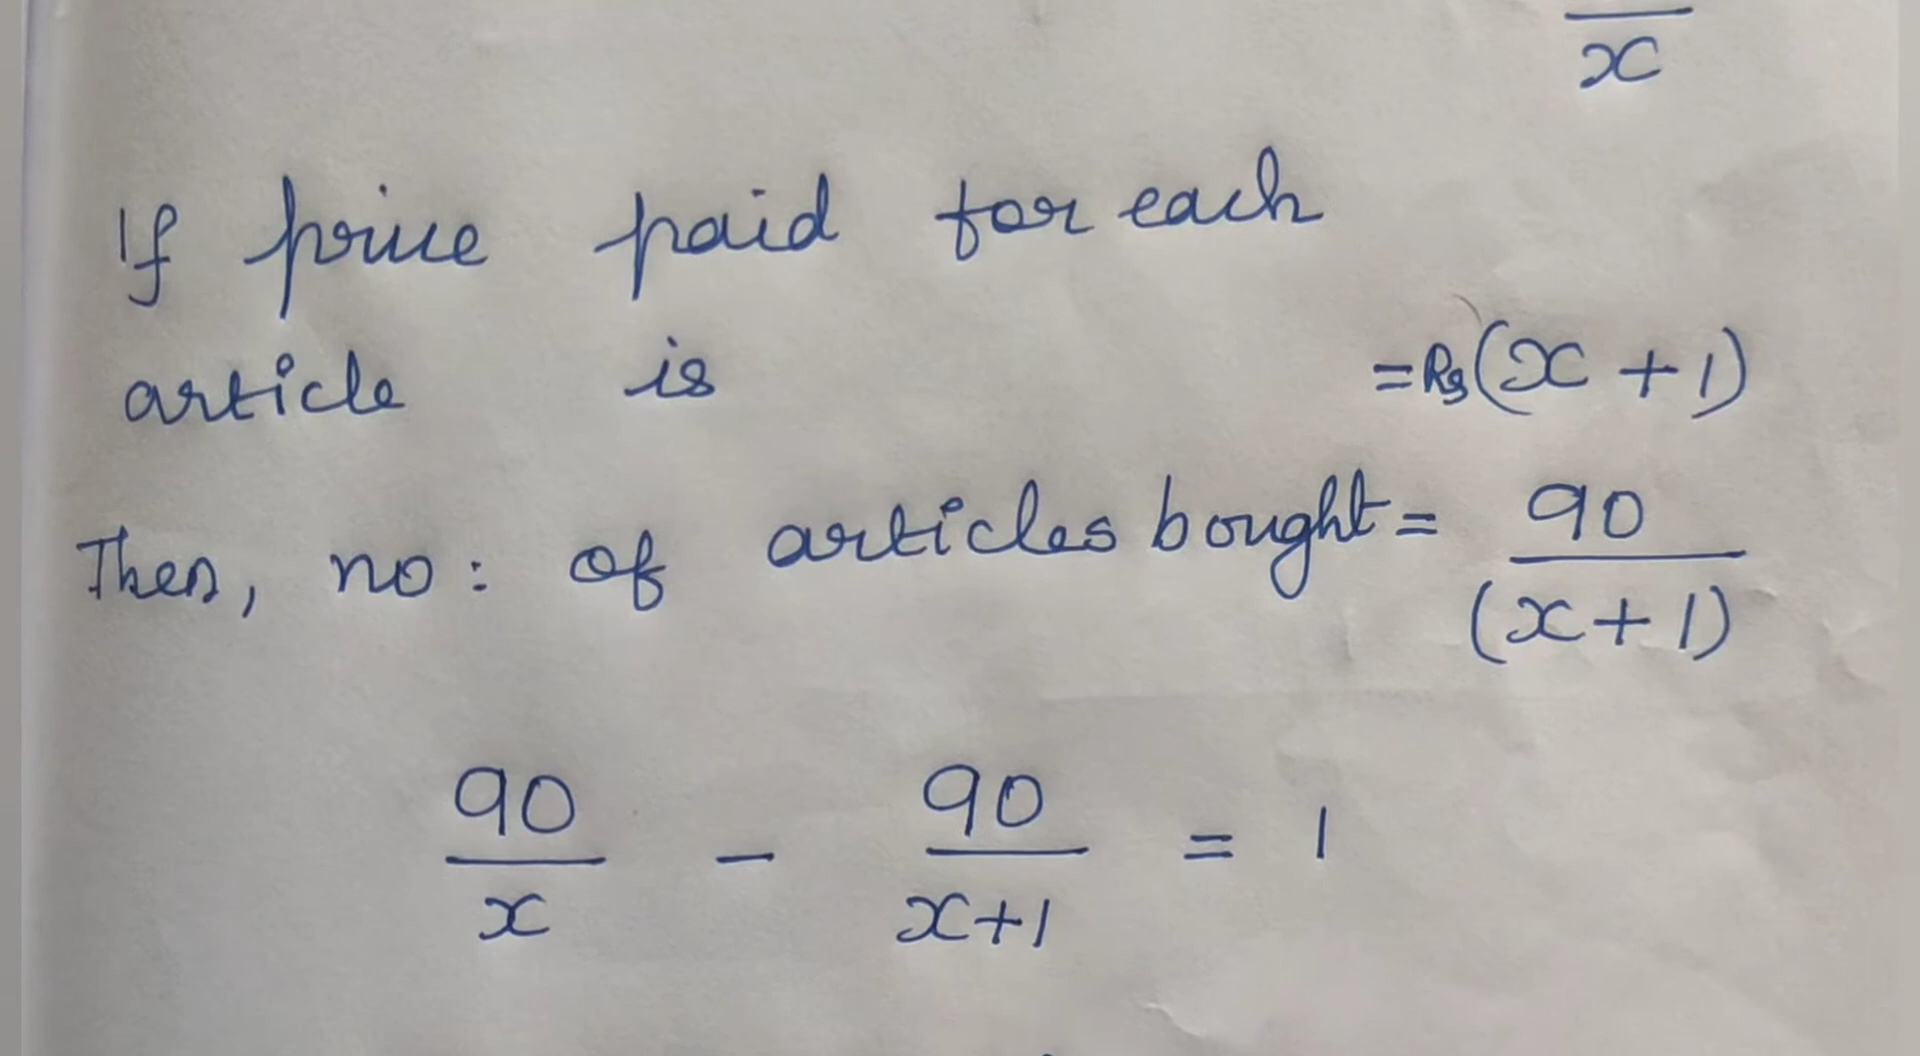 x
If price paid for each
article is =Rs(x+1)
Then, no: of articles bought = 90/(x+1)
90/x - 90/x+1 = 1